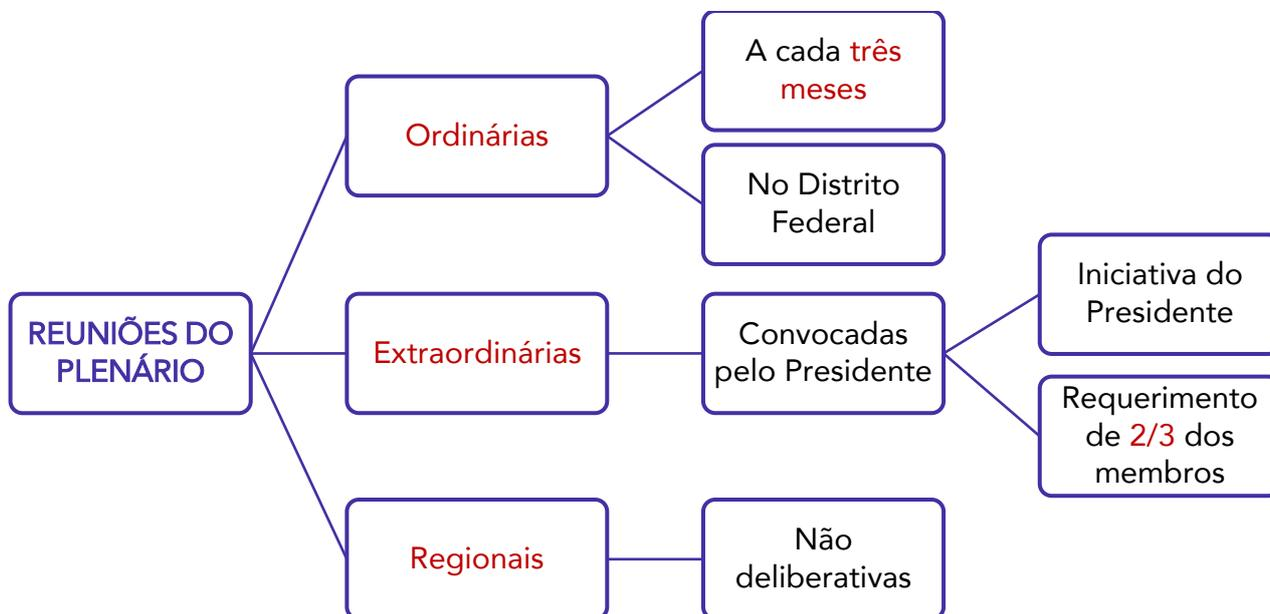 REUNIÕES DO
PLENÁRIO
Ordinárias
A cada três
meses
No Distrito
Federal
Extraordinárias
Convocadas
pelo Presidente
Iniciativa do
Presidente
Requerimento
de 2/3 dos
membros
Regionais
Não
deliberativas